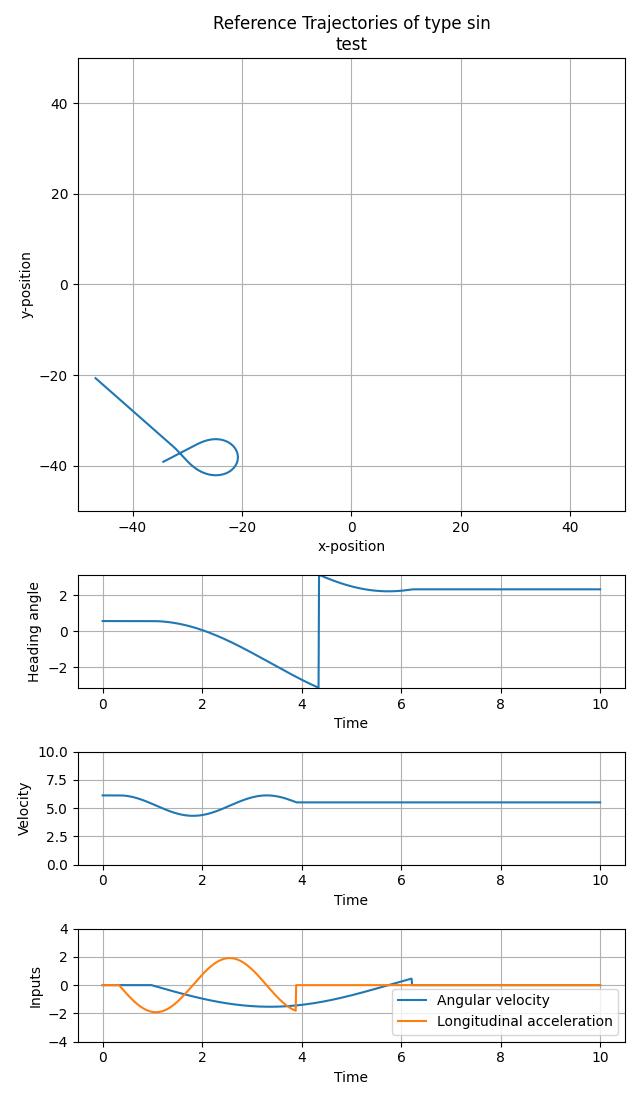 Reference Trajectories of type sin
test
40
20
0
−20
−40
y-position
−40 −20 0 20 40
x-position
2
0
−2
Heading angle
0 2 4 6 8 10
Time
10.0
7.5
5.0
2.5
0.0
Velocity
0 2 4 6 8 10
Time
4
2
0
−2
−4
Inputs
Angular velocity
Longitudinal acceleration
0 2 4 6 8 10
Time